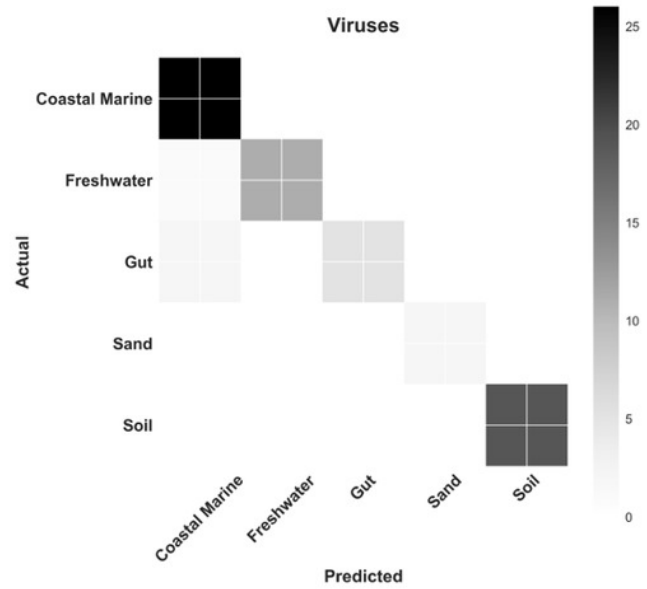 Viruses
Coastal Marine
Freshwater
Gut
Sand
Soil
Actual
Coastal Marine
Freshwater
Gut
Sand
Soil
Predicted
25
20
15
10
5
0